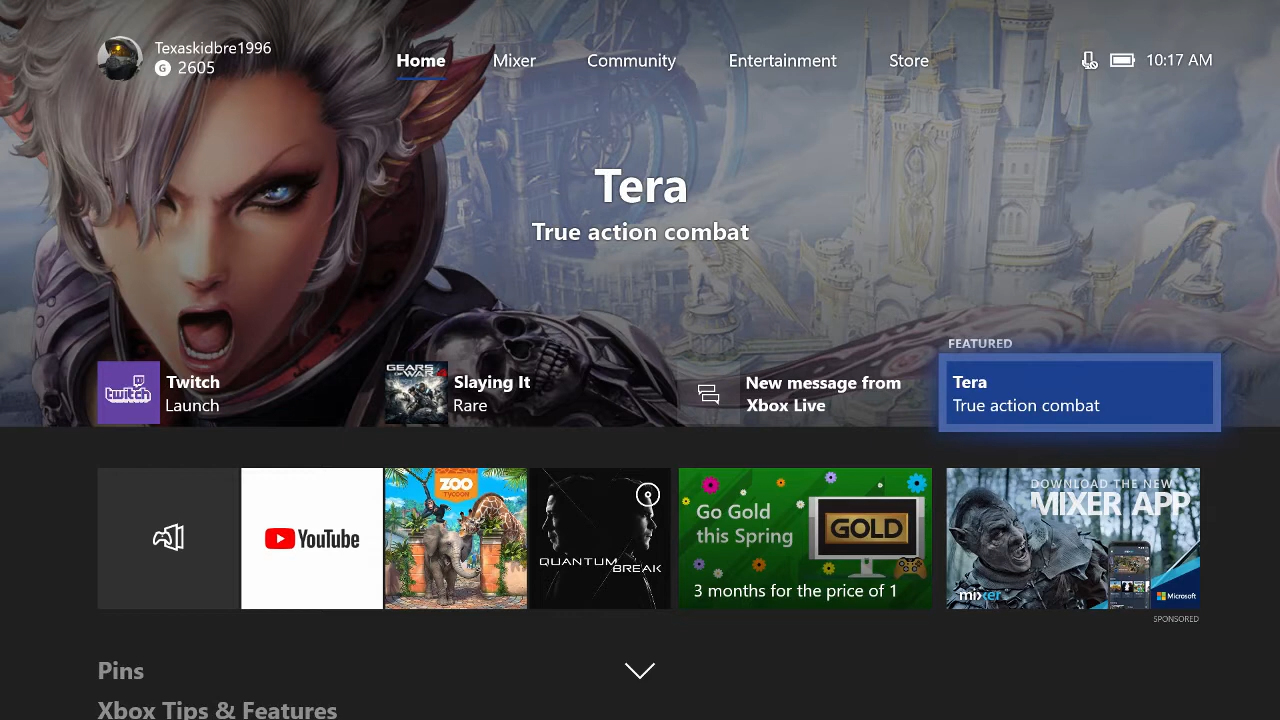 Texaskidbre1996
G 2605
Home
Mixer
Community
Entertainment
Store
10:17 AM
Tera
True action combat
twitch
Twitch
Launch
GEARS
OF WAR 4
Slaying It
Rare
New message from
Xbox Live
FEATURED
Tera
True action combat
YouTube
ZOO
TYCOON
QUANTUM
BREAK
Go Gold
this Spring
GOLD
3 months for the price of 1
DOWNLOAD THE NEW
MIXER APP
mixer
Microsoft
SPONSORED
Pins
Xbox Tips & Features